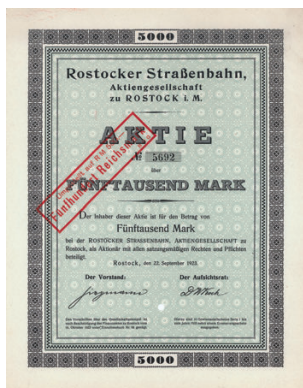 5000
Rostocker Straßenbahn,
Aktiengesellschaft
zu ROSTOCK i. M.
AKTIE
№ 5692
über
FÜNFTAUSEND MARK
Fünfhundert Reichsmark
Der Inhaber dieser Aktie ist für den Betrag von
Fünftausend Mark
bei der ROSTOCKER STRASSENBAHN, AKTIENGESELLSCHAFT zu
Rostock, als Aktionär mit allen satzungsmäßigen Rechten und Pflichten
beteiligt.
Rostock, den 22. September 1923.
Der Vorstand: Der Aufsichtsrat:
5000